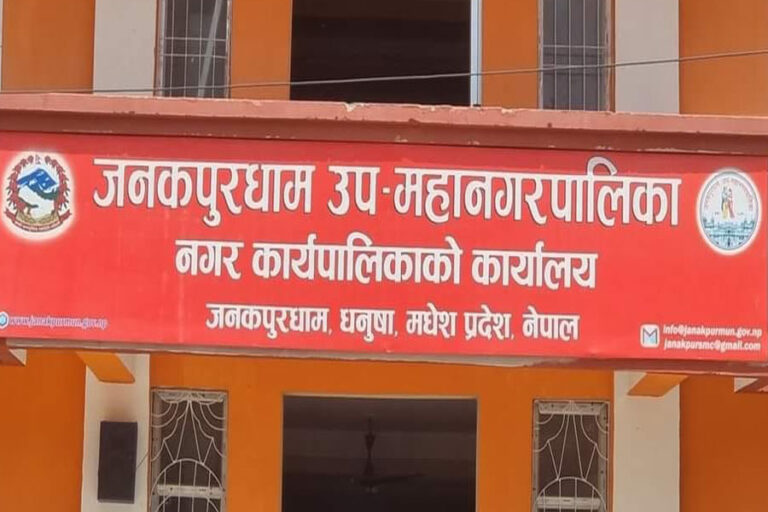 जनकपुरधाम उप-महानगरपालिका
नगर कार्यपालिकाको कार्यालय
जनकपुरधाम, धनुषा, मधेश प्रदेश, नेपाल
www.janakpurmun.gov.np
info@janakpurmun.gov.np
janakpursmc@gmail.com